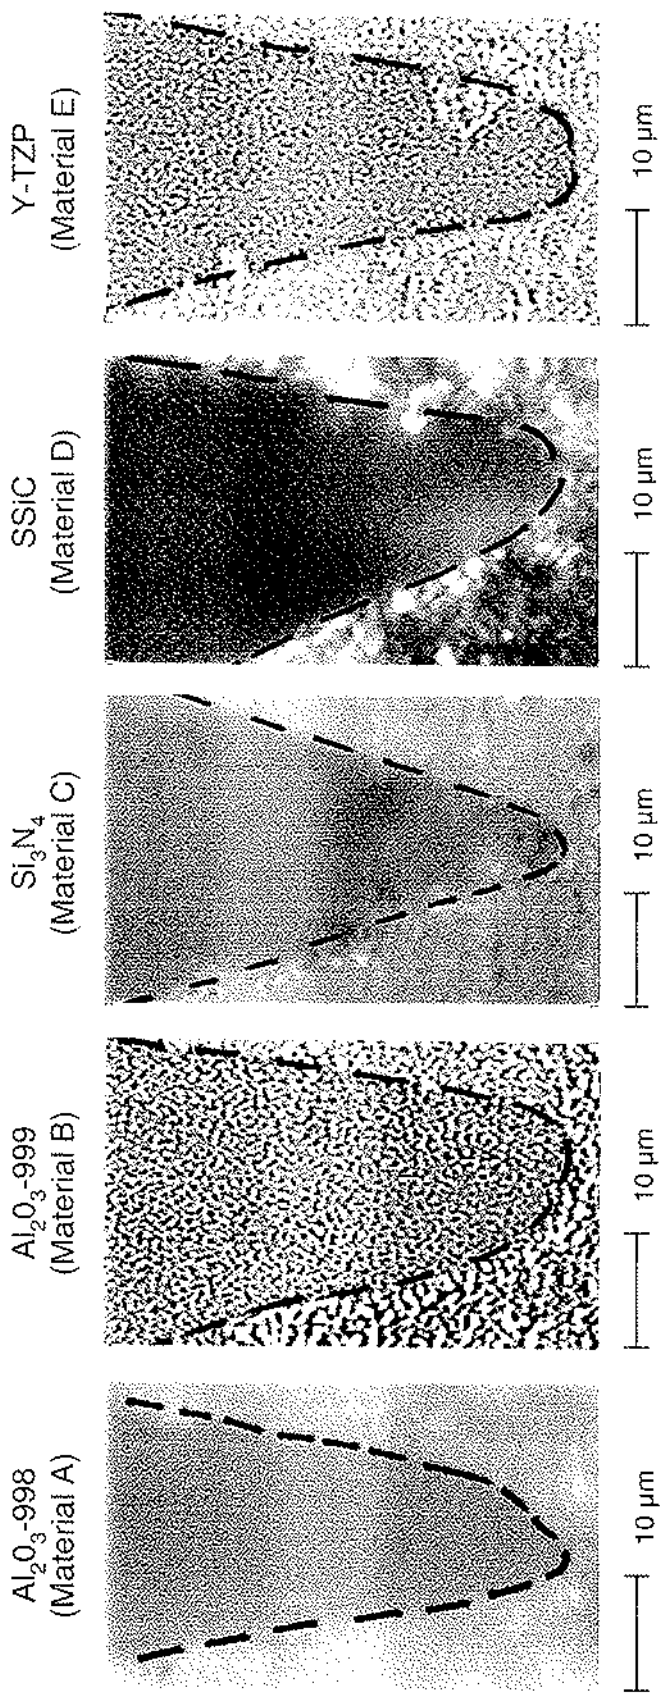 Al₂O₃-998
(Material A)
10 µm
Al₂O₃-999
(Material B)
10 µm
Si₃N₄
(Material C)
10 µm
SSiC
(Material D)
10 µm
Y-TZP
(Material E)
10 µm